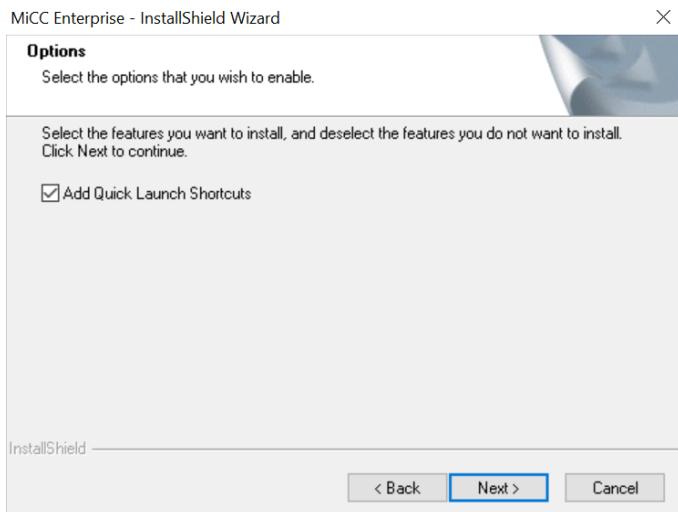 MiCC Enterprise - InstallShield Wizard
Options
Select the options that you wish to enable.
Select the features you want to install, and deselect the features you do not want to install.
Click Next to continue.
Add Quick Launch Shortcuts
InstallShield
< Back
Next >
Cancel